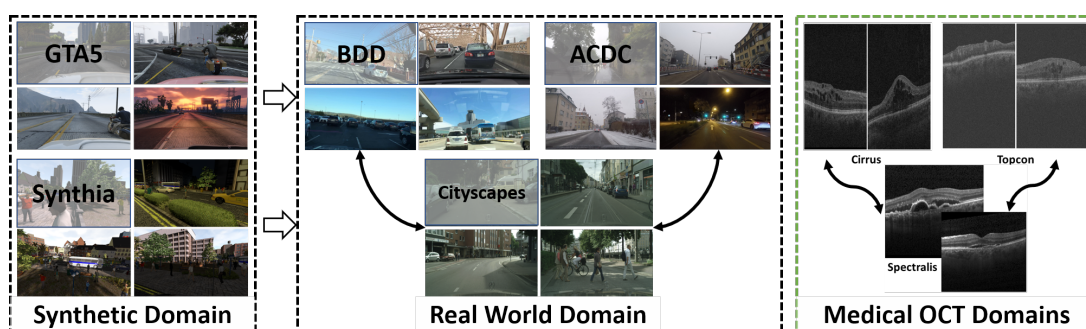 GTA5
Synthia
Synthetic Domain
BDD
ACDC
Cityscapes
Real World Domain
Cirrus
Topcon
Spectralis
Medical OCT Domains